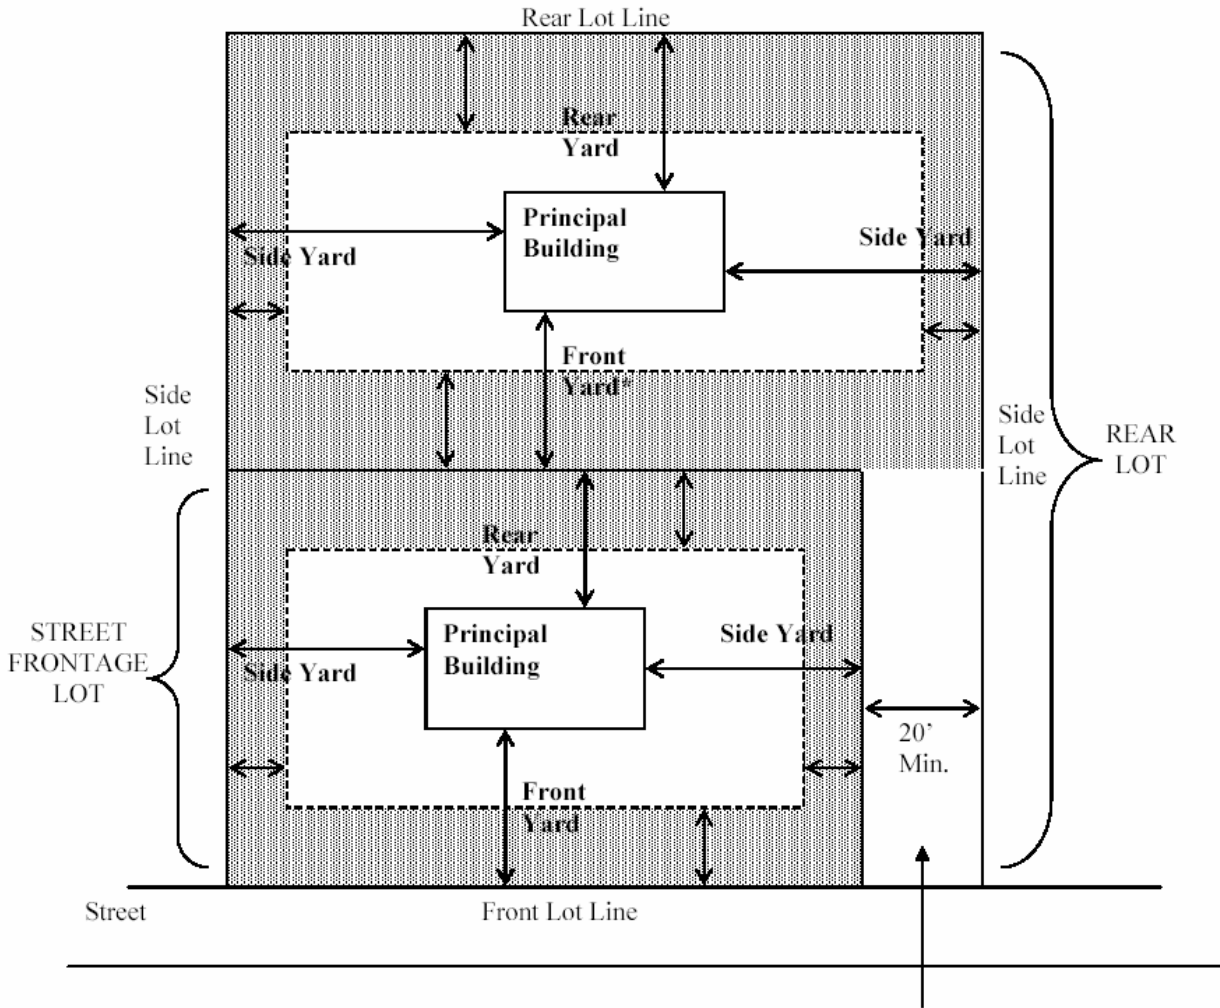 Rear Lot Line
Rear
Yard
Principal
Building
Side Yard
Side Yard
Front
Yard*
Side
Lot
Line
Side
Lot
Line
REAR
LOT
Rear
Yard
STREET
FRONTAGE
LOT
Principal
Building
Side Yard
Side Yard
20’
Min.
Front
Yard
Street
Front Lot Line